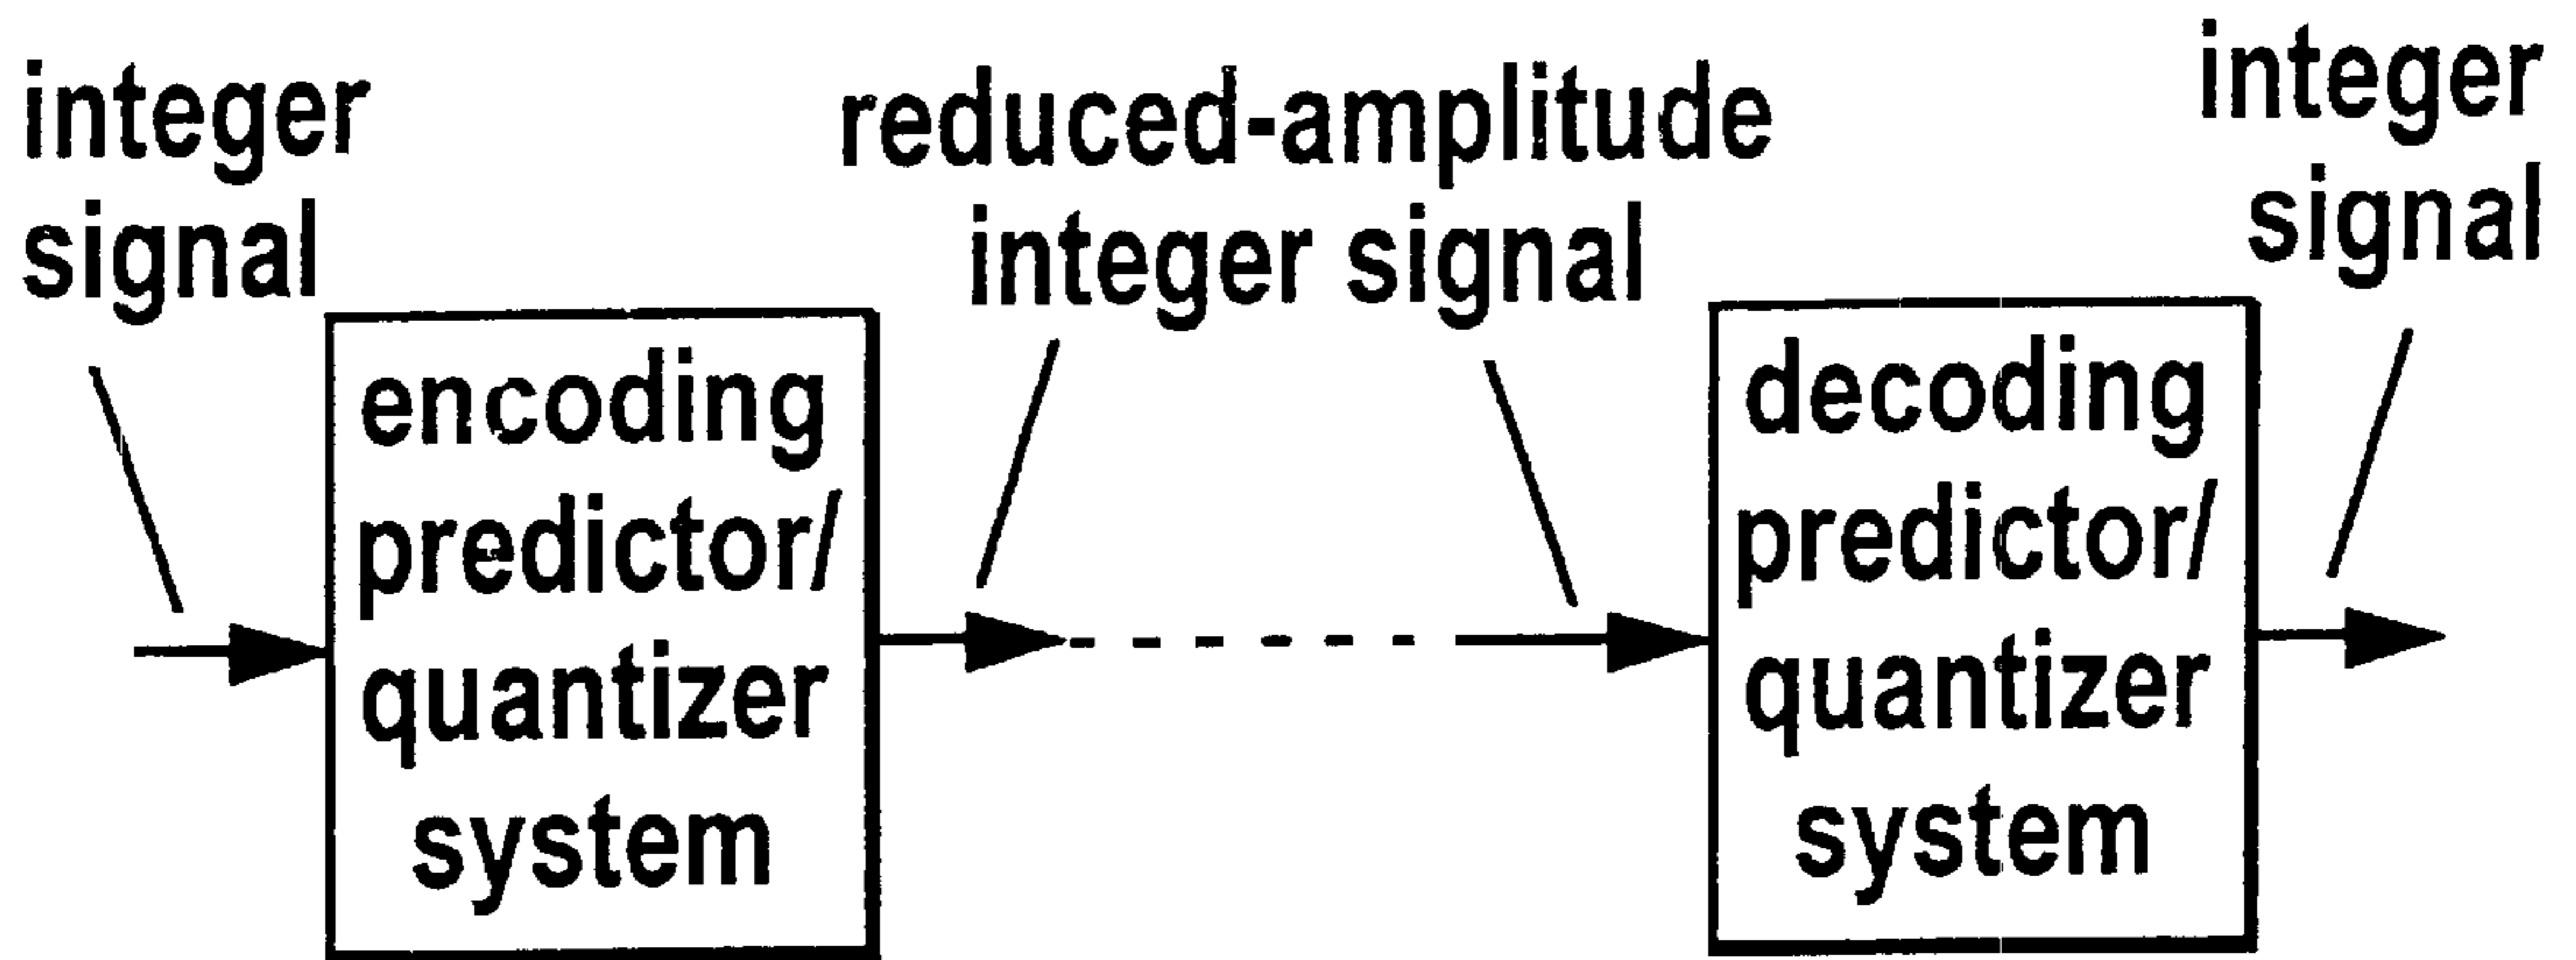 integer
signal
reduced-amplitude
integer signal
integer
signal
encoding
predictor/
quantizer
system
decoding
predictor/
quantizer
system